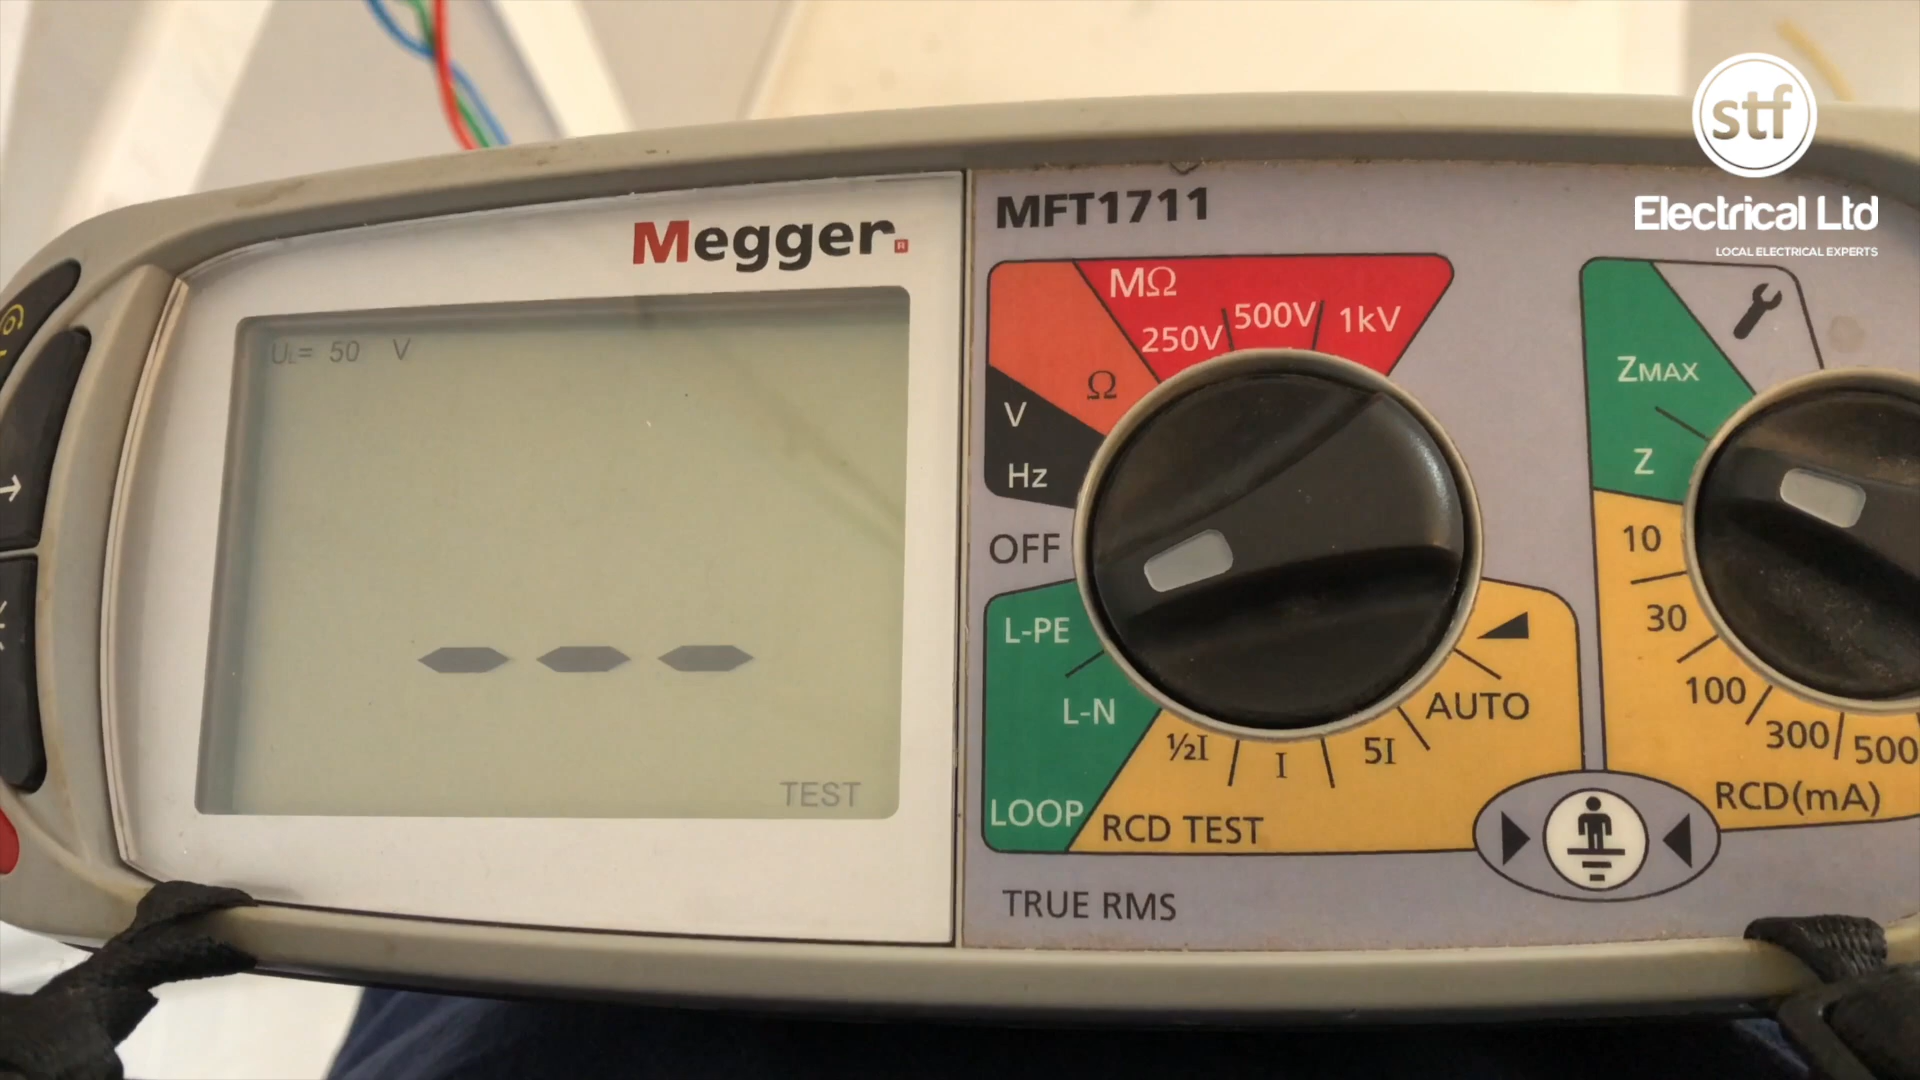 stf
Electrical Ltd
LOCAL ELECTRICAL EXPERTS
Megger
MFT1711
MΩ
250V
500V
1kV
Ω
V
Hz
OFF
L-PE
L-N
LOOP
½I
I
5I
AUTO
RCD TEST
TRUE RMS
ZMAX
Z
10
30
100
300
500
RCD(mA)
UL= 50 V
- - -
TEST